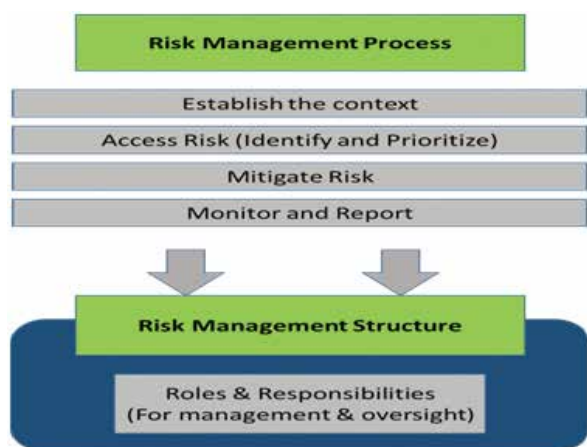 Risk Management Process
Establish the context
Access Risk (Identify and Prioritize)
Mitigate Risk
Monitor and Report
Risk Management Structure
Roles & Responsibilities
(For management & oversight)